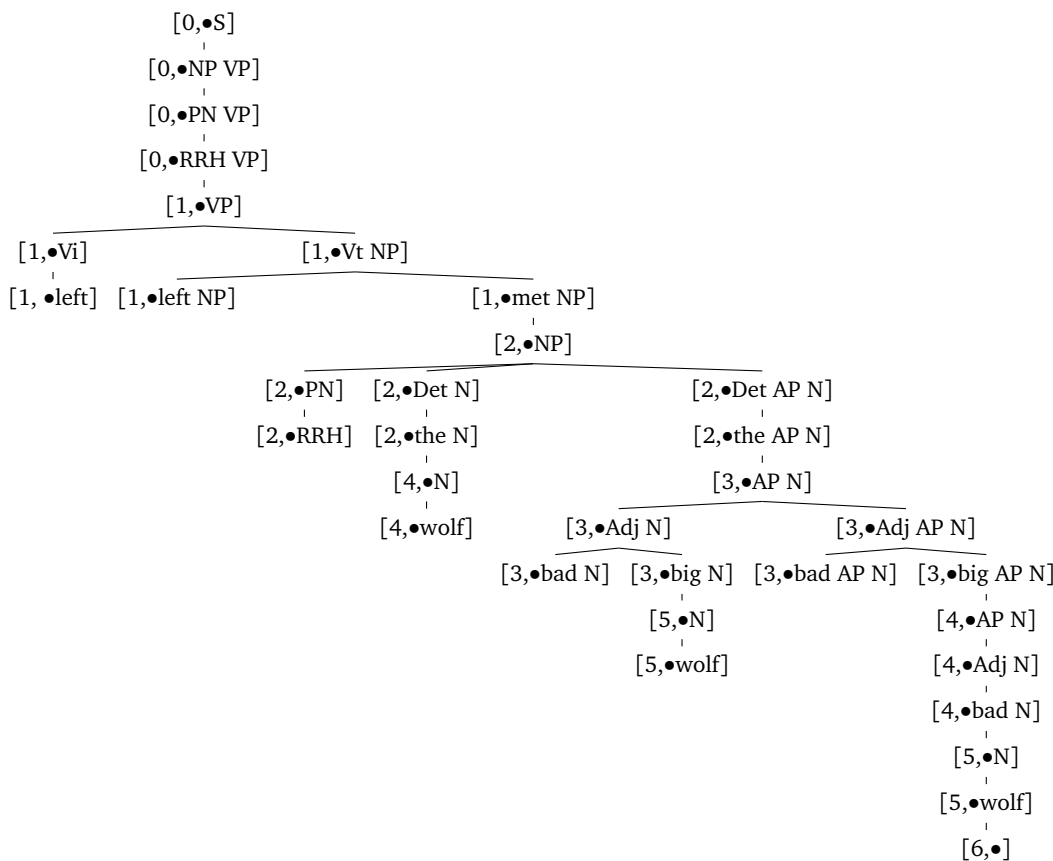 [0,●S]
[0,●NP VP]
[0,●PN VP]
[0,●RRH VP]
[1,●VP]
[1,●Vi] [1,●Vt NP]
[1, ●left] [1,●left NP] [1,●met NP]
[2,●NP]
[2,●PN] [2,●Det N] [2,●Det AP N]
[2,●RRH] [2,●the N] [2,●the AP N]
[4,●N] [3,●AP N]
[4,●wolf] [3,●Adj N] [3,●Adj AP N]
[3,●bad N] [3,●big N] [3,●bad AP N] [3,●big AP N]
[5,●N] [4,●AP N]
[5,●wolf] [4,●Adj N]
[4,●bad N]
[5,●N]
[5,●wolf]
[6,●]